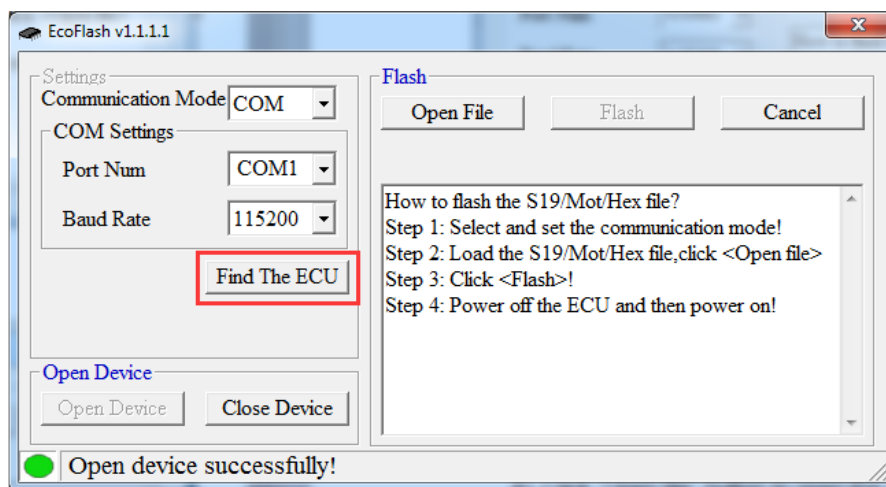 EcoFlash v1.1.1.1
Settings
Communication Mode COM
COM Settings
Port Num COM1
Baud Rate 115200
Find The ECU
Open Device
Open Device Close Device
Flash
Open File Flash Cancel
How to flash the S19/Mot/Hex file?
Step 1: Select and set the communication mode!
Step 2: Load the S19/Mot/Hex file,click <Open file>
Step 3: Click <Flash>!
Step 4: Power off the ECU and then power on!
Open device successfully!